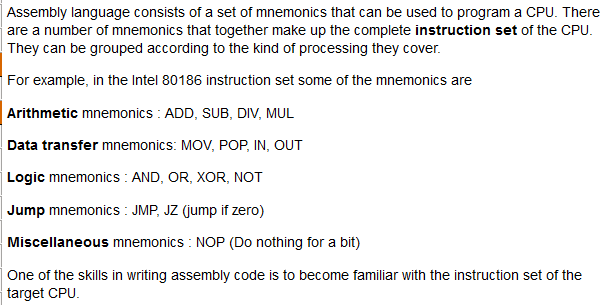 Assembly language consists of a set of mnemonics that can be used to program a CPU. There
are a number of mnemonics that together make up the complete instruction set of the CPU.
They can be grouped according to the kind of processing they cover.
For example, in the Intel 80186 instruction set some of the mnemonics are
Arithmetic mnemonics : ADD, SUB, DIV, MUL
Data transfer mnemonics: MOV, POP, IN, OUT
Logic mnemonics : AND, OR, XOR, NOT
Jump mnemonics : JMP, JZ (jump if zero)
Miscellaneous mnemonics : NOP (Do nothing for a bit)
One of the skills in writing assembly code is to become familiar with the instruction set of the
target CPU.